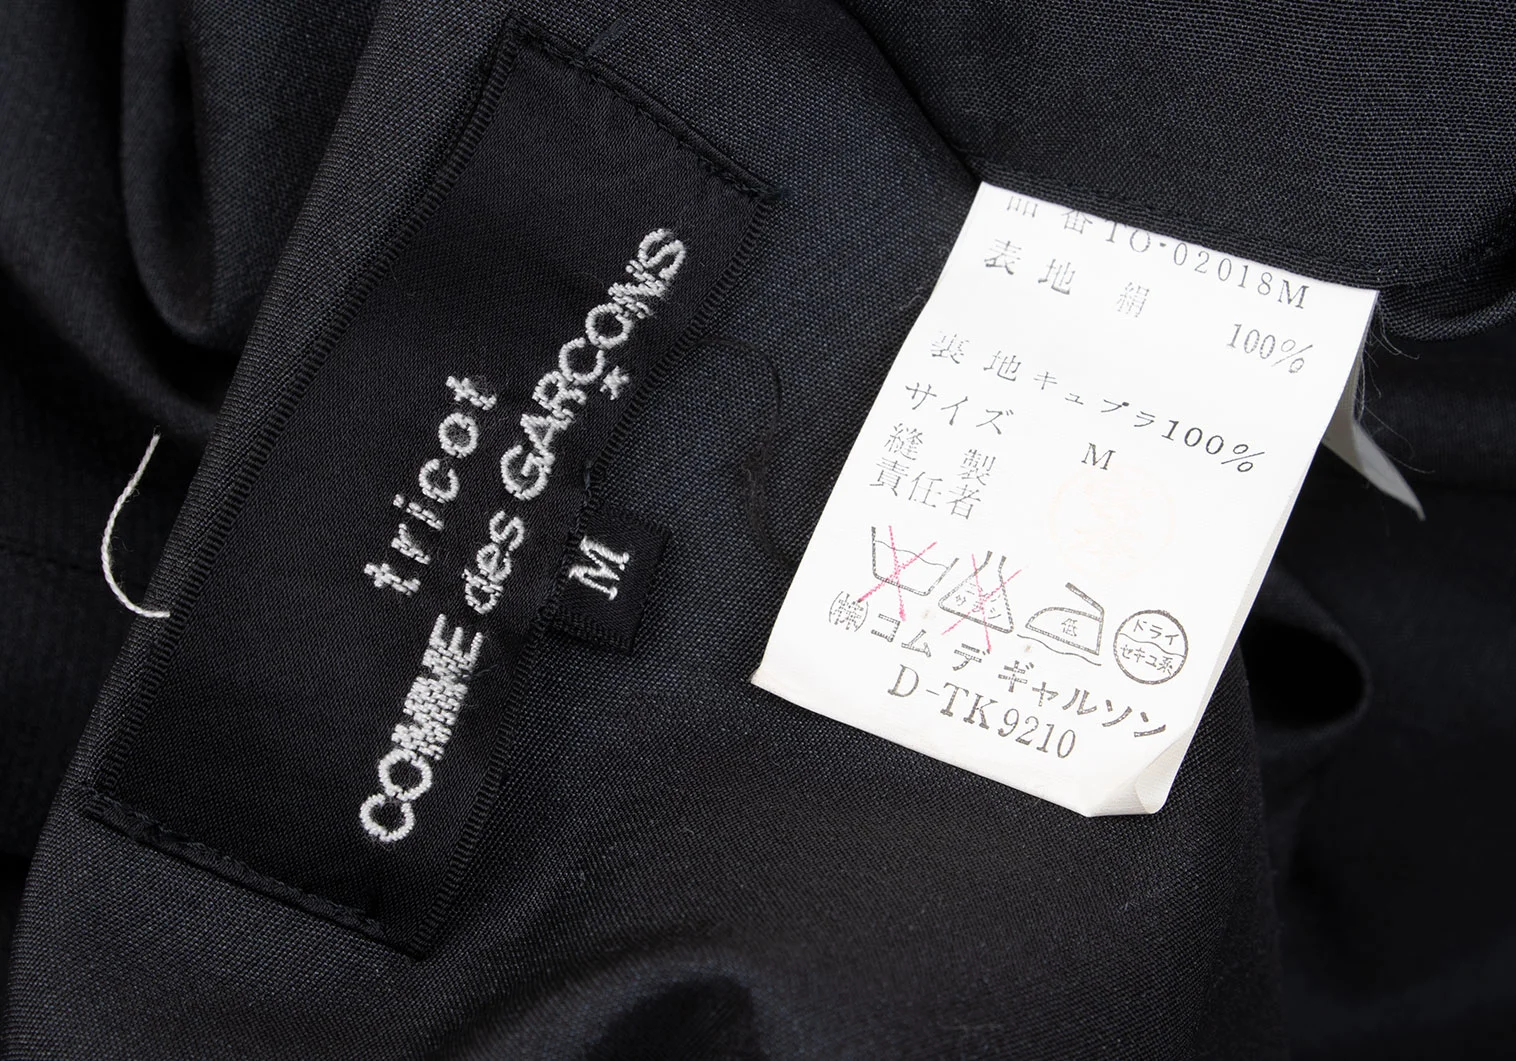 tricot
COMME des GARÇONS
M
品番TO·02018M
表地 絹 100%
裏地 キュプラ100%
サイズ M
縫製
責任者
低
ドライ
セキユ系
(株)コム デ ギャルソン
D-TK9210